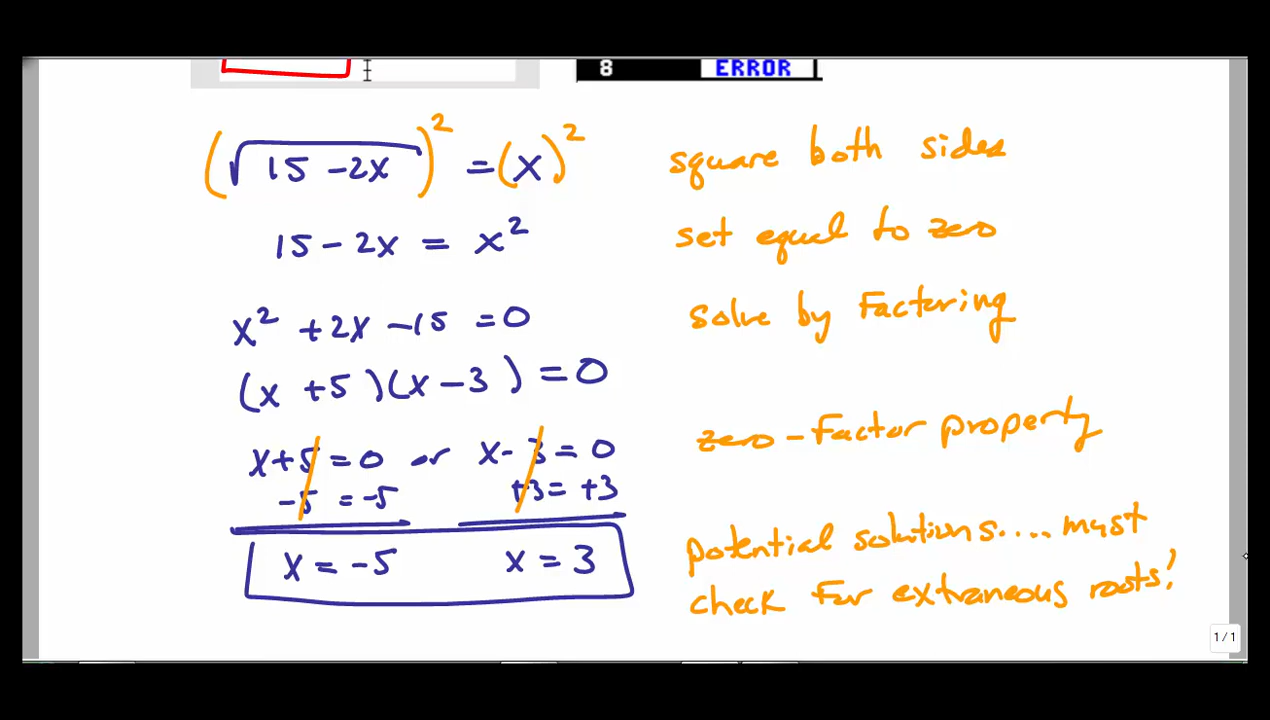 8 ERROR
(√15 - 2x)² = (x)² square both sides
15 - 2x = x² set equal to zero
x² + 2x - 15 = 0 solve by Factoring
(x + 5)(x - 3) = 0
x + 5 = 0 or x - 3 = 0 zero-Factor property
-5 = -5 +3 = +3
x = -5 x = 3 potential solutions.... must
check for extraneous roots!
1 / 1